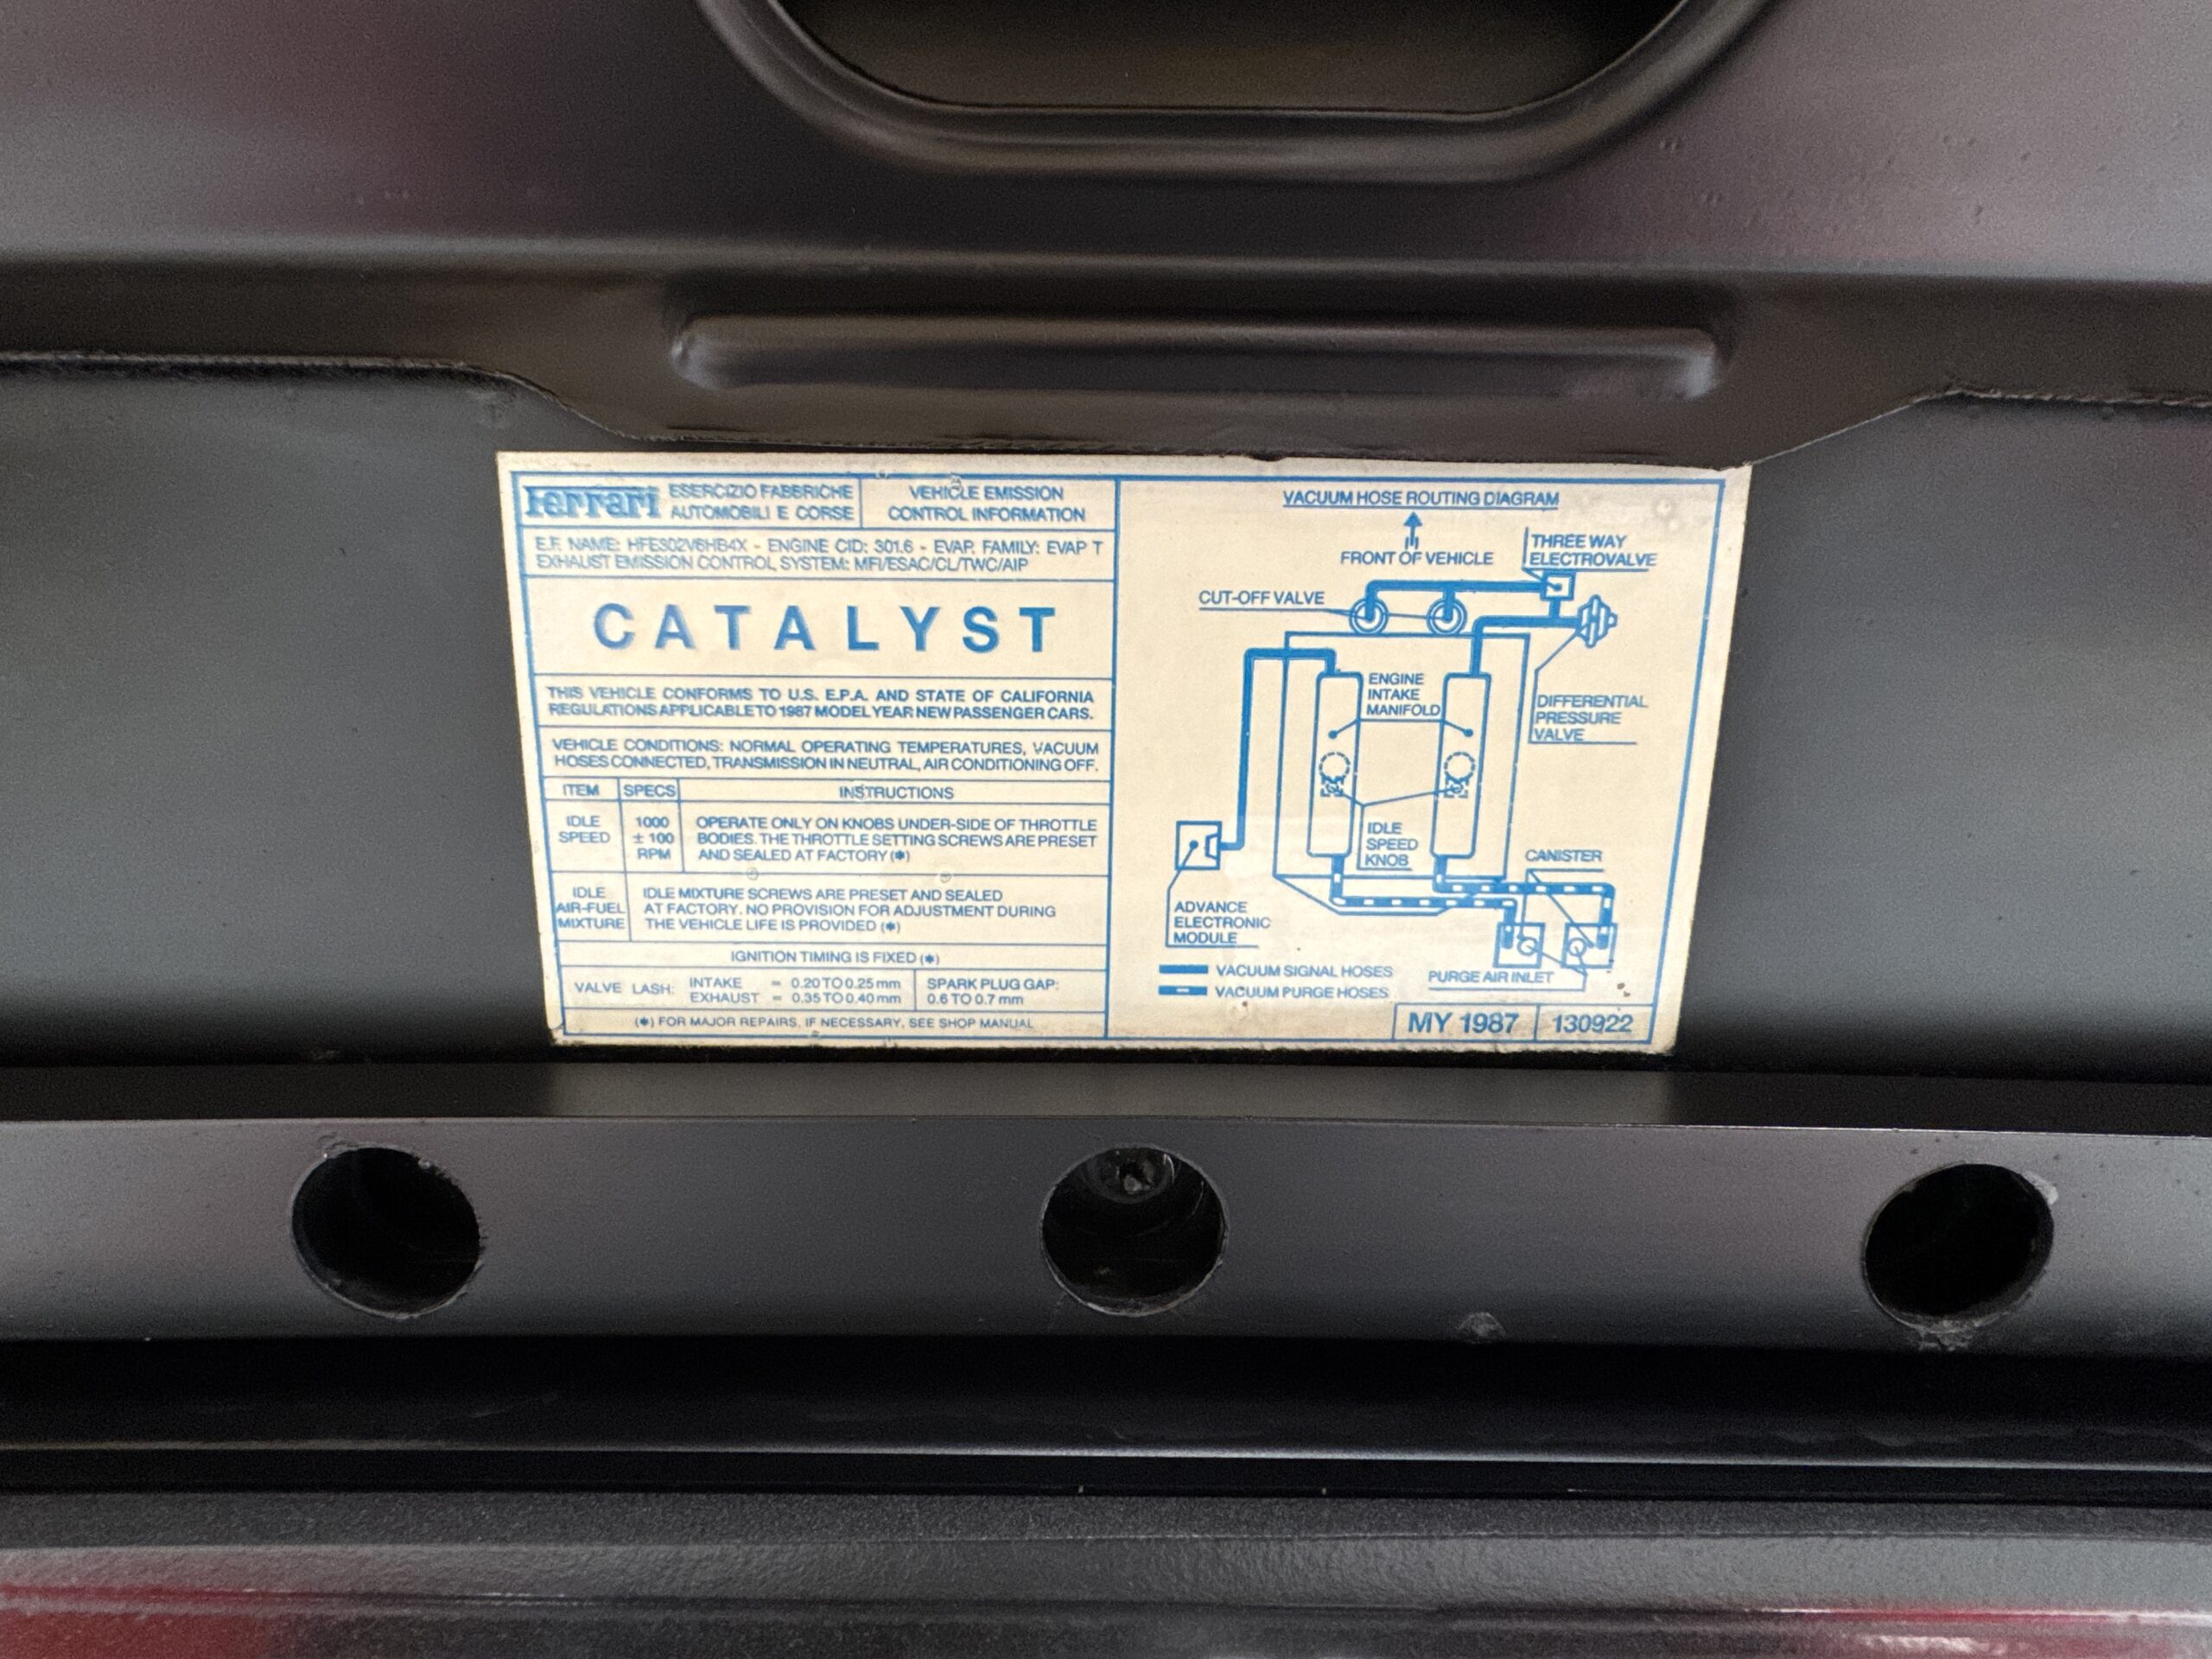 Ferrari ESERCIZIO FABBRICHE
AUTOMOBILI E CORSE
VEHICLE EMISSION
CONTROL INFORMATION
E.F. NAME: HFE302V6HB4X - ENGINE CID: 301.6 - EVAP. FAMILY: EVAP T
EXHAUST EMISSION CONTROL SYSTEM: MFI/ESAC/CL/TWC/AIP
CATALYST
THIS VEHICLE CONFORMS TO U.S. E.P.A. AND STATE OF CALIFORNIA
REGULATIONS APPLICABLE TO 1987 MODEL YEAR NEW PASSENGER CARS.
VEHICLE CONDITIONS: NORMAL OPERATING TEMPERATURES, VACUUM
HOSES CONNECTED, TRANSMISSION IN NEUTRAL, AIR CONDITIONING OFF.
ITEM SPECS INSTRUCTIONS
IDLE
SPEED
1000
± 100
RPM
OPERATE ONLY ON KNOBS UNDER-SIDE OF THROTTLE
BODIES. THE THROTTLE SETTING SCREWS ARE PRESET
AND SEALED AT FACTORY (✱)
IDLE
AIR-FUEL
MIXTURE
IDLE MIXTURE SCREWS ARE PRESET AND SEALED
AT FACTORY. NO PROVISION FOR ADJUSTMENT DURING
THE VEHICLE LIFE IS PROVIDED (✱)
IGNITION TIMING IS FIXED (✱)
VALVE LASH: INTAKE = 0.20 TO 0.25 mm
EXHAUST = 0.35 TO 0.40 mm
SPARK PLUG GAP:
0.6 TO 0.7 mm
(✱) FOR MAJOR REPAIRS, IF NECESSARY, SEE SHOP MANUAL
VACUUM HOSE ROUTING DIAGRAM
FRONT OF VEHICLE
THREE WAY
ELECTROVALVE
CUT-OFF VALVE
ENGINE
INTAKE
MANIFOLD
DIFFERENTIAL
PRESSURE
VALVE
IDLE
SPEED
KNOB
CANISTER
ADVANCE
ELECTRONIC
MODULE
PURGE AIR INLET
VACUUM SIGNAL HOSES
VACUUM PURGE HOSES
MY 1987 130922